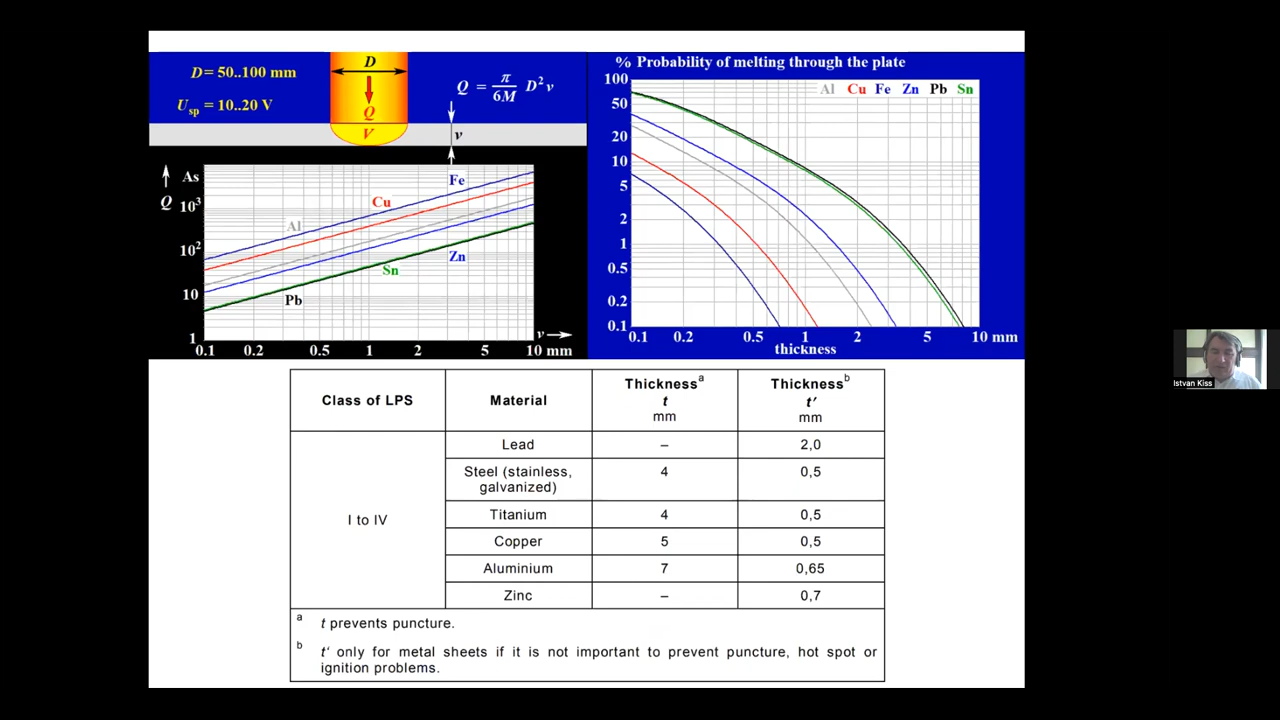 D = 50..100 mm
U_sp = 10..20 V
D
Q
V
Q = π/6M D² v
v
As
Q
10³
10²
10
1
Fe
Cu
Al
Zn
Sn
Pb
v
0.1 0.2 0.5 1 2 5 10 mm
% Probability of melting through the plate
Al Cu Fe Zn Pb Sn
100
50
20
10
5
2
1
0.5
0.2
0.1
0.1 0.2 0.5 1 2 5 10 mm
thickness
Class of LPS
Material
Thickness^a
t
mm
Thickness^b
t′
mm
I to IV
Lead – 2,0
Steel (stainless,
galvanized) 4 0,5
Titanium 4 0,5
Copper 5 0,5
Aluminium 7 0,65
Zinc – 0,7
a t prevents puncture.
b t′ only for metal sheets if it is not important to prevent puncture, hot spot or
ignition problems.
Istvan Kiss